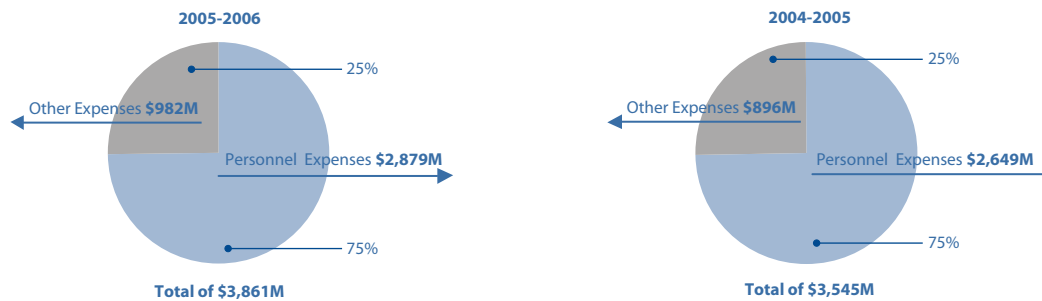 2005-2006
25%
Other Expenses $982M
Personnel Expenses $2,879M
75%
Total of $3,861M
2004-2005
25%
Other Expenses $896M
Personnel Expenses $2,649M
75%
Total of $3,545M